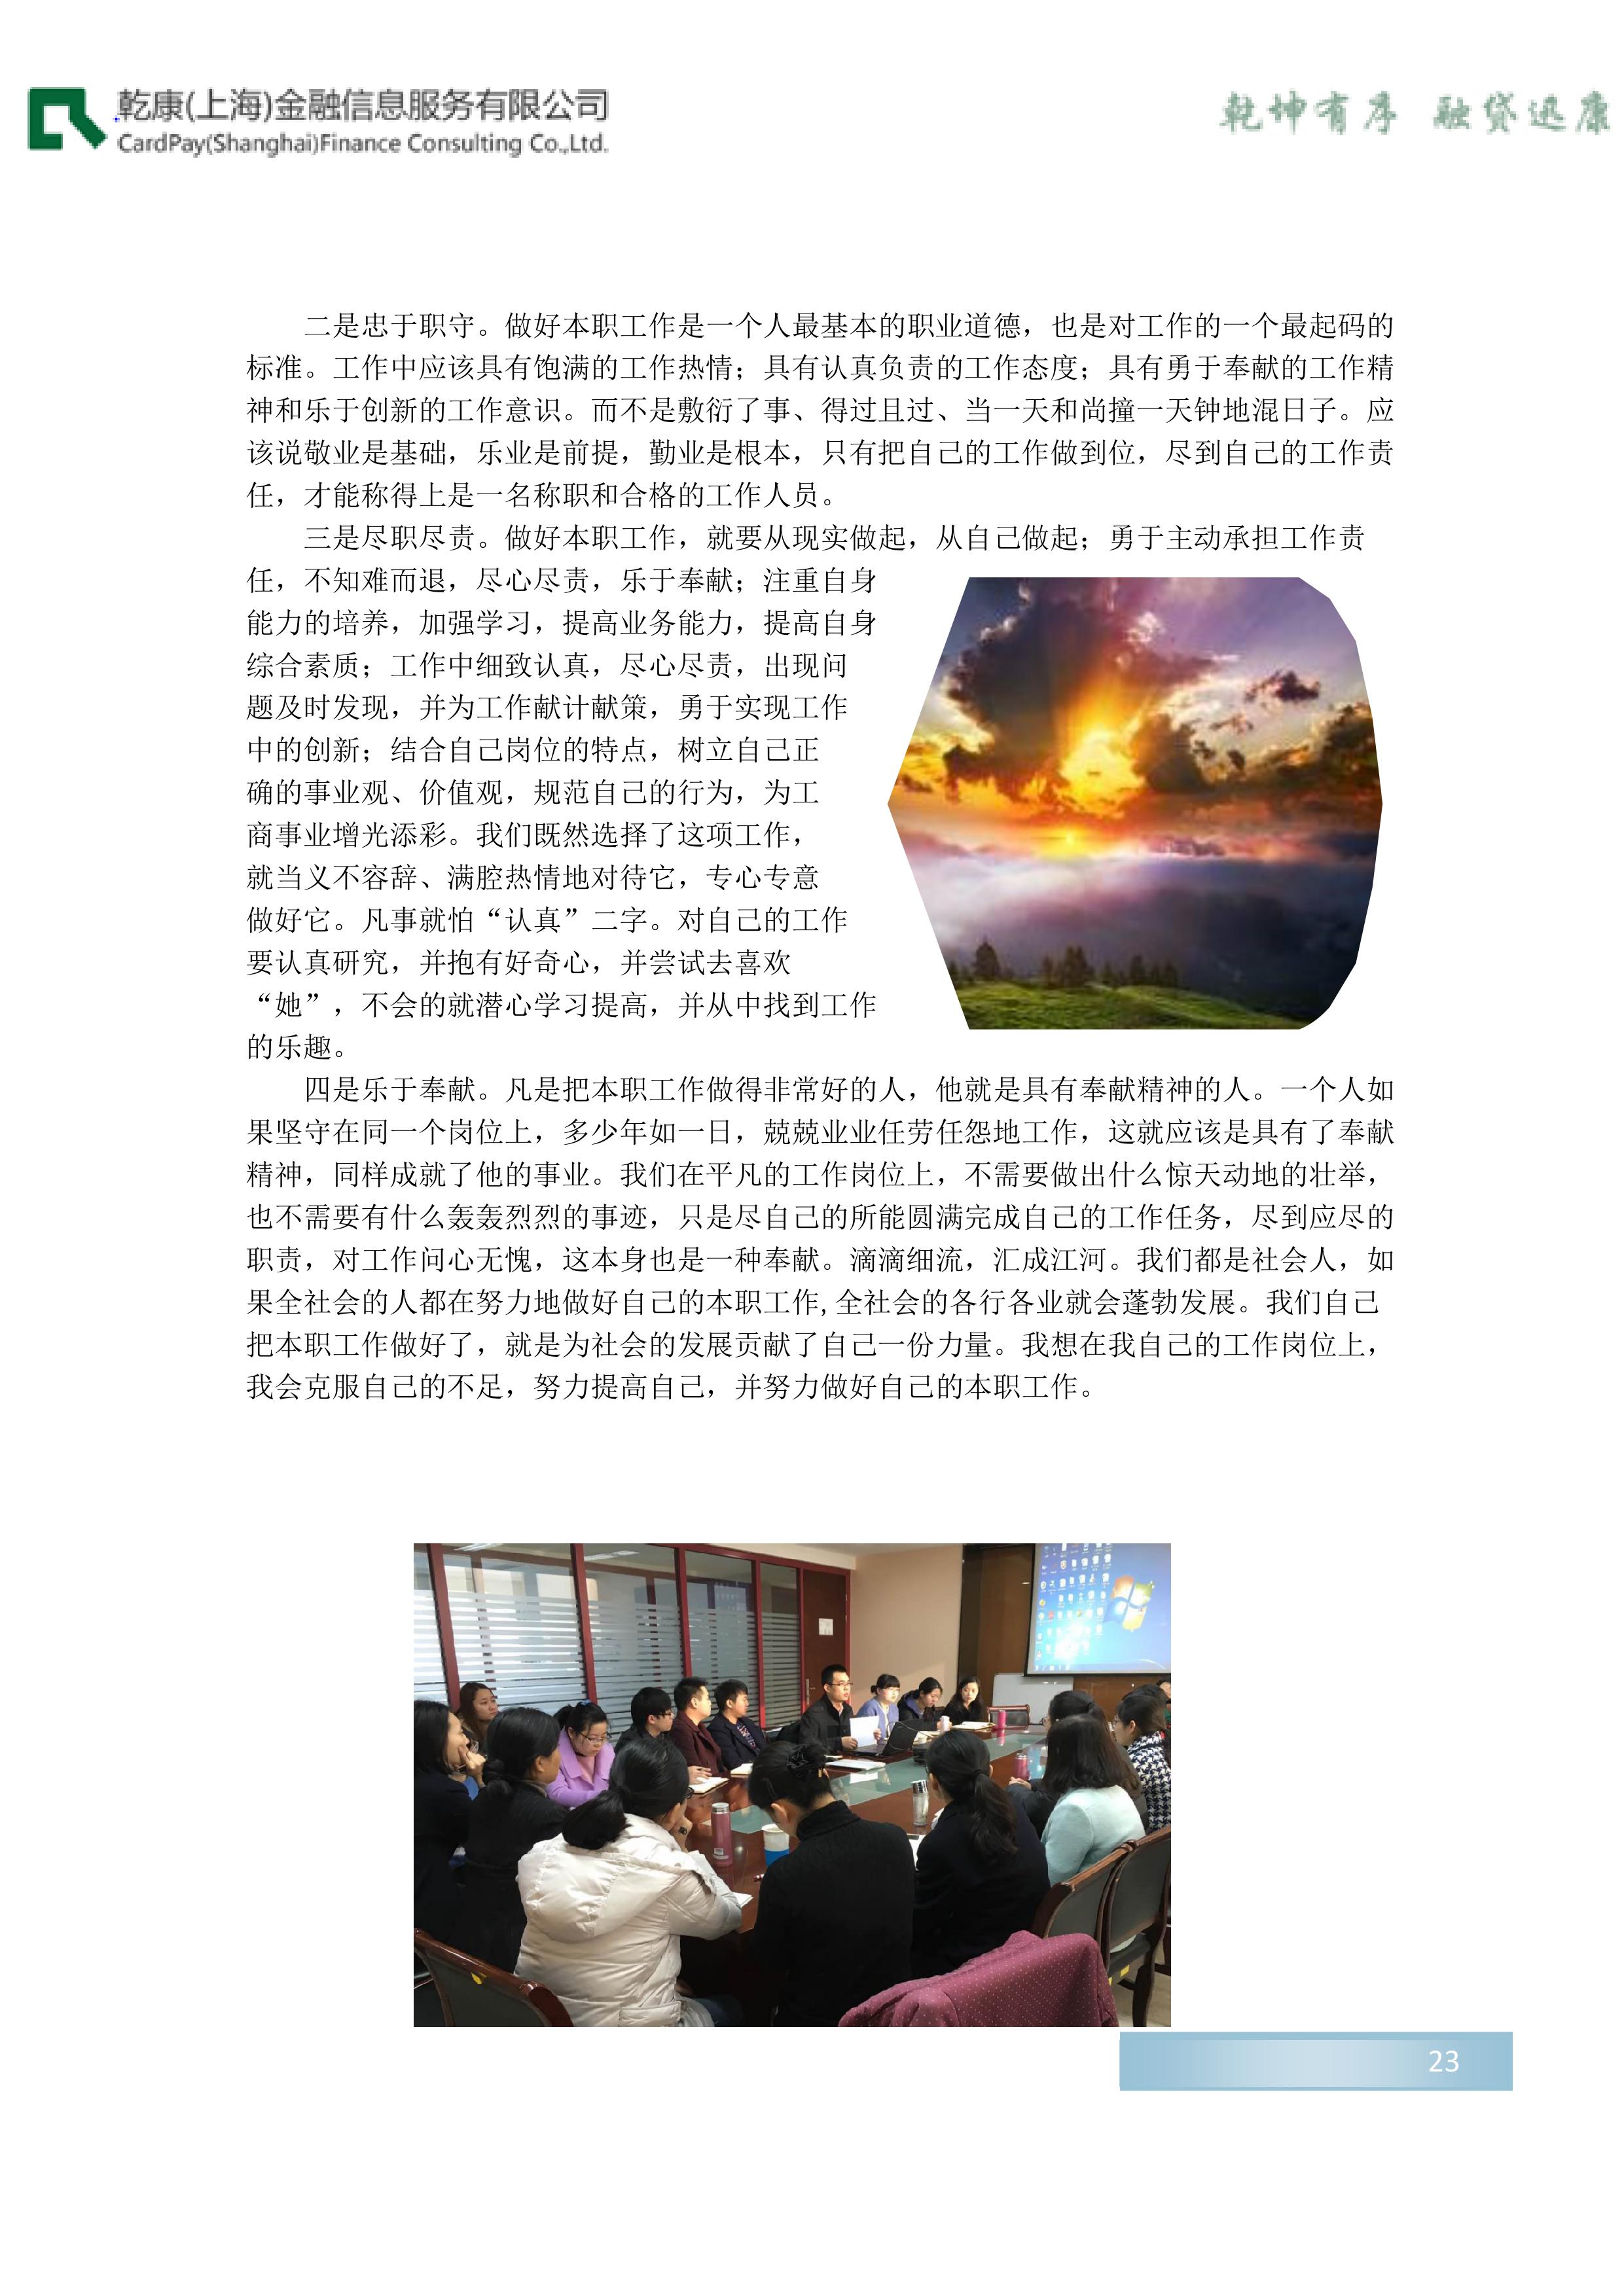 乾康(上海)金融信息服务有限公司
CardPay(Shanghai)Finance Consulting Co.,Ltd.
乾坤有序 融贷迅康
二是忠于职守。做好本职工作是一个人最基本的职业道德，也是对工作的一个最起码的
标准。工作中应该具有饱满的工作热情；具有认真负责的工作态度；具有勇于奉献的工作精
神和乐于创新的工作意识。而不是敷衍了事、得过且过、当一天和尚撞一天钟地混日子。应
该说敬业是基础，乐业是前提，勤业是根本，只有把自己的工作做到位，尽到自己的工作责
任，才能称得上是一名称职和合格的工作人员。
三是尽职尽责。做好本职工作，就要从现实做起，从自己做起；勇于主动承担工作责
任，不知难而退，尽心尽责，乐于奉献；注重自身
能力的培养，加强学习，提高业务能力，提高自身
综合素质；工作中细致认真，尽心尽责，出现问
题及时发现，并为工作献计献策，勇于实现工作
中的创新；结合自己岗位的特点，树立自己正
确的事业观、价值观，规范自己的行为，为工
商事业增光添彩。我们既然选择了这项工作，
就当义不容辞、满腔热情地对待它，专心专意
做好它。凡事就怕“认真”二字。对自己的工作
要认真研究，并抱有好奇心，并尝试去喜欢
“她”，不会的就潜心学习提高，并从中找到工作
的乐趣。
四是乐于奉献。凡是把本职工作做得非常好的人，他就是具有奉献精神的人。一个人如
果坚守在同一个岗位上，多少年如一日，兢兢业业任劳任怨地工作，这就应该是具有了奉献
精神，同样成就了他的事业。我们在平凡的工作岗位上，不需要做出什么惊天动地的壮举，
也不需要有什么轰轰烈烈的事迹，只是尽自己的所能圆满完成自己的工作任务，尽到应尽的
职责，对工作问心无愧，这本身也是一种奉献。滴滴细流，汇成江河。我们都是社会人，如
果全社会的人都在努力地做好自己的本职工作,全社会的各行各业就会蓬勃发展。我们自己
把本职工作做好了，就是为社会的发展贡献了自己一份力量。我想在我自己的工作岗位上，
我会克服自己的不足，努力提高自己，并努力做好自己的本职工作。
23